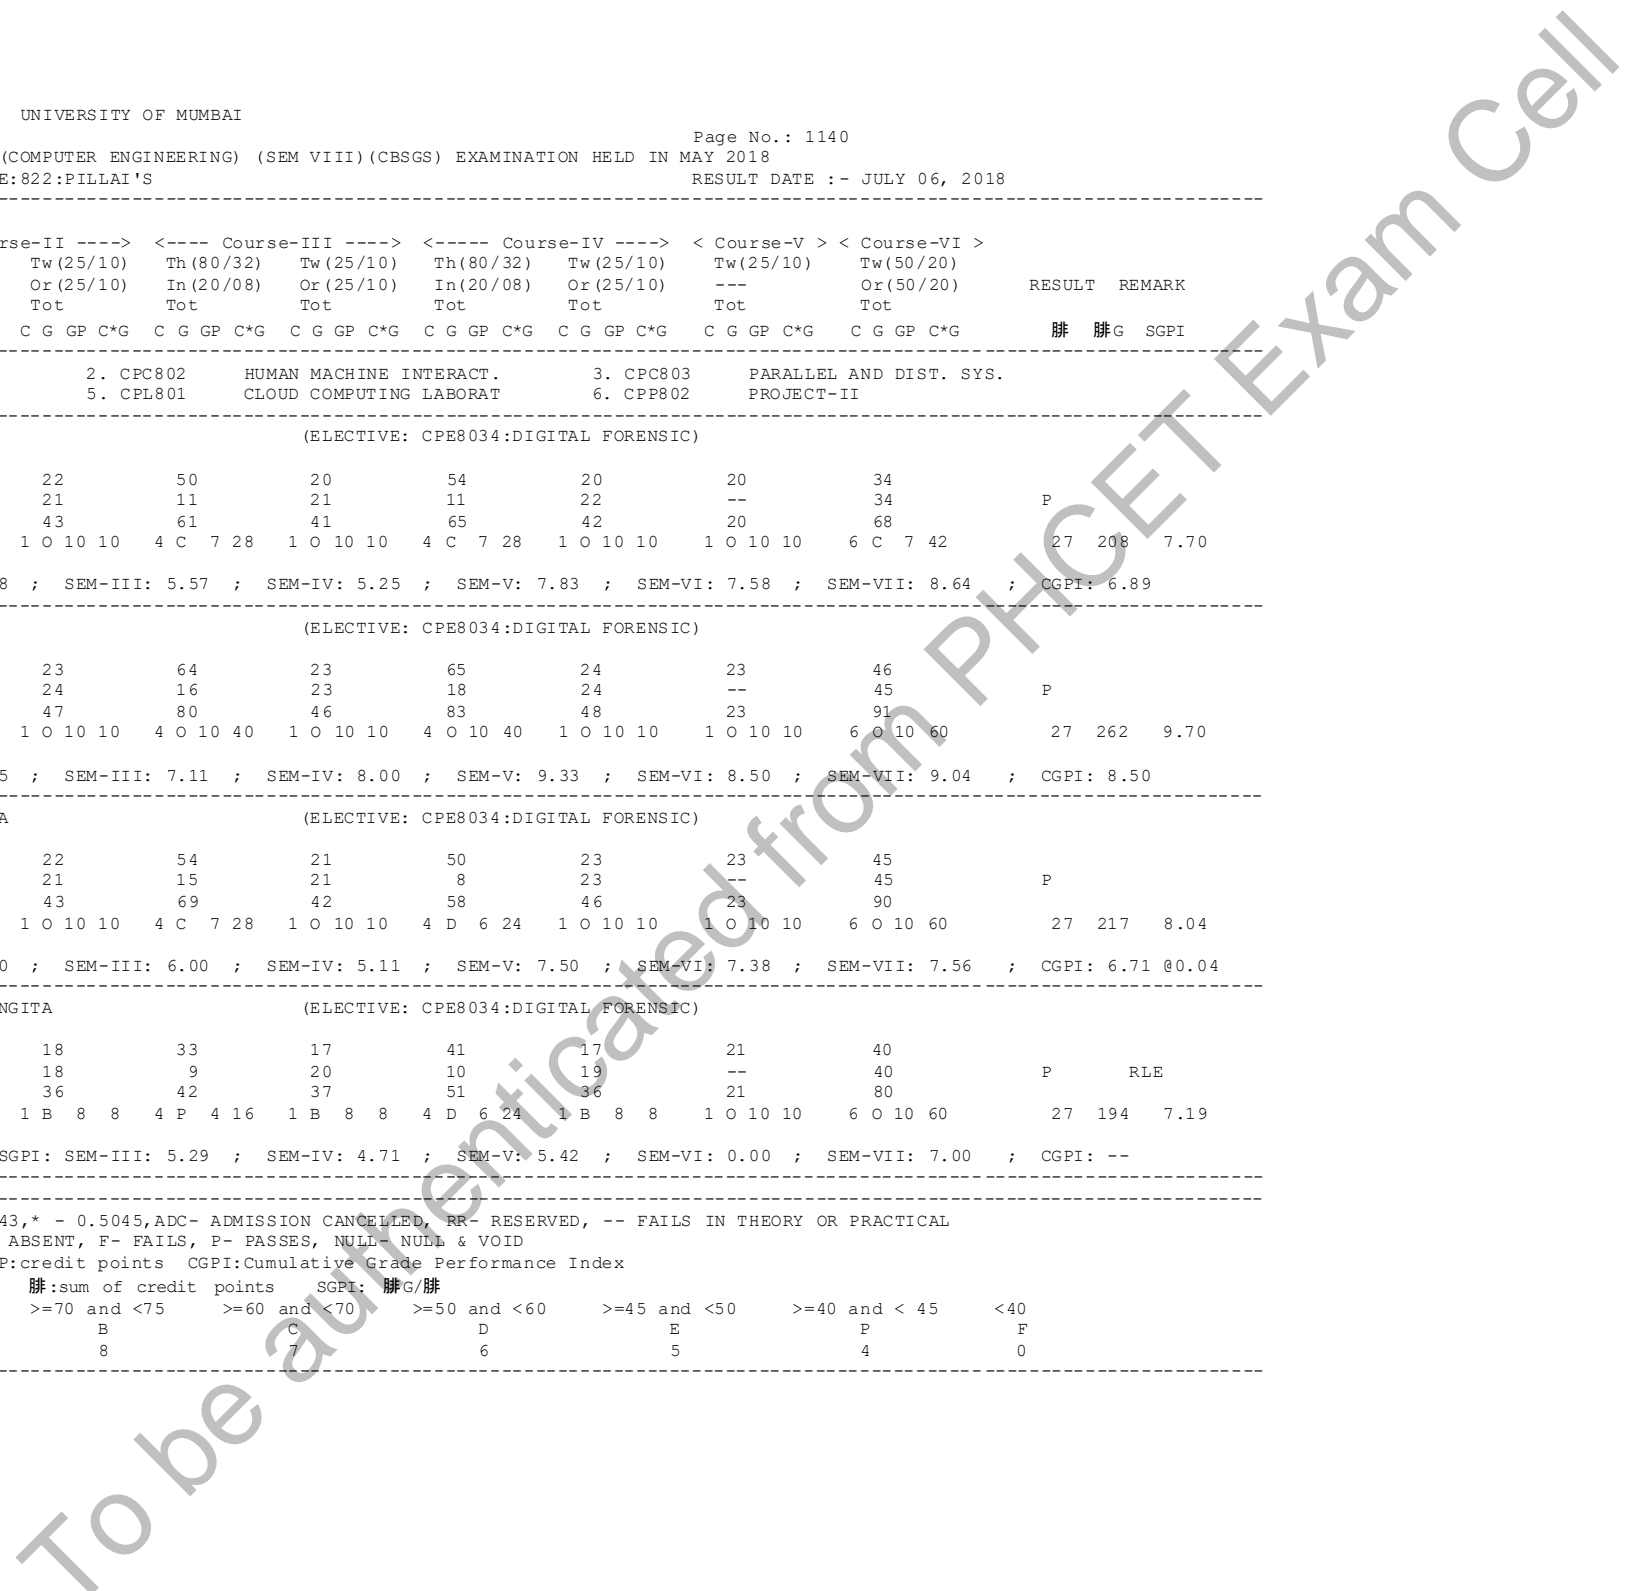 UNIVERSITY OF MUMBAI
Page No.: 1140
(COMPUTER ENGINEERING) (SEM VIII)(CBSGS) EXAMINATION HELD IN MAY 2018
E:822:PILLAI'S RESULT DATE :- JULY 06, 2018
rse-II ----> <---- Course-III ----> <----- Course-IV ----> < Course-V > < Course-VI >
Tw(25/10) Th(80/32) Tw(25/10) Th(80/32) Tw(25/10) Tw(25/10) Tw(50/20)
Or(25/10) In(20/08) Or(25/10) In(20/08) Or(25/10) --- Or(50/20) RESULT REMARK
Tot Tot Tot Tot Tot Tot Tot
C G GP C*G C G GP C*G C G GP C*G C G GP C*G C G GP C*G C G GP C*G C G GP C*G 腓 腓G SGPI
2. CPC802 HUMAN MACHINE INTERACT. 3. CPC803 PARALLEL AND DIST. SYS.
5. CPL801 CLOUD COMPUTING LABORAT 6. CPP802 PROJECT-II
(ELECTIVE: CPE8034:DIGITAL FORENSIC)
22 50 20 54 20 20 34
21 11 21 11 22 -- 34 P
43 61 41 65 42 20 68
1 O 10 10 4 C 7 28 1 O 10 10 4 C 7 28 1 O 10 10 1 O 10 10 6 C 7 42 27 208 7.70
8 ; SEM-III: 5.57 ; SEM-IV: 5.25 ; SEM-V: 7.83 ; SEM-VI: 7.58 ; SEM-VII: 8.64 ; CGPI: 6.89
(ELECTIVE: CPE8034:DIGITAL FORENSIC)
23 64 23 65 24 23 46
24 16 23 18 24 -- 45 P
47 80 46 83 48 23 91
1 O 10 10 4 O 10 40 1 O 10 10 4 O 10 40 1 O 10 10 1 O 10 10 6 O 10 60 27 262 9.70
5 ; SEM-III: 7.11 ; SEM-IV: 8.00 ; SEM-V: 9.33 ; SEM-VI: 8.50 ; SEM-VII: 9.04 ; CGPI: 8.50
A (ELECTIVE: CPE8034:DIGITAL FORENSIC)
22 54 21 50 23 23 45
21 15 21 8 23 -- 45 P
43 69 42 58 46 23 90
1 O 10 10 4 C 7 28 1 O 10 10 4 D 6 24 1 O 10 10 1 O 10 10 6 O 10 60 27 217 8.04
0 ; SEM-III: 6.00 ; SEM-IV: 5.11 ; SEM-V: 7.50 ; SEM-VI: 7.38 ; SEM-VII: 7.56 ; CGPI: 6.71 @0.04
NGITA (ELECTIVE: CPE8034:DIGITAL FORENSIC)
18 33 17 41 17 21 40
18 9 20 10 19 -- 40 P RLE
36 42 37 51 36 21 80
1 B 8 8 4 P 4 16 1 B 8 8 4 D 6 24 1 B 8 8 1 O 10 10 6 O 10 60 27 194 7.19
SGPI: SEM-III: 5.29 ; SEM-IV: 4.71 ; SEM-V: 5.42 ; SEM-VI: 0.00 ; SEM-VII: 7.00 ; CGPI: --
43,* - 0.5045,ADC- ADMISSION CANCELLED, RR- RESERVED, -- FAILS IN THEORY OR PRACTICAL
ABSENT, F- FAILS, P- PASSES, NULL- NULL & VOID
P:credit points CGPI:Cumulative Grade Performance Index
腓:sum of credit points SGPI: 腓G/腓
>=70 and <75 >=60 and <70 >=50 and <60 >=45 and <50 >=40 and < 45 <40
B C D E P F
8 7 6 5 4 0
To be authenticated from PHCET Exam Cell